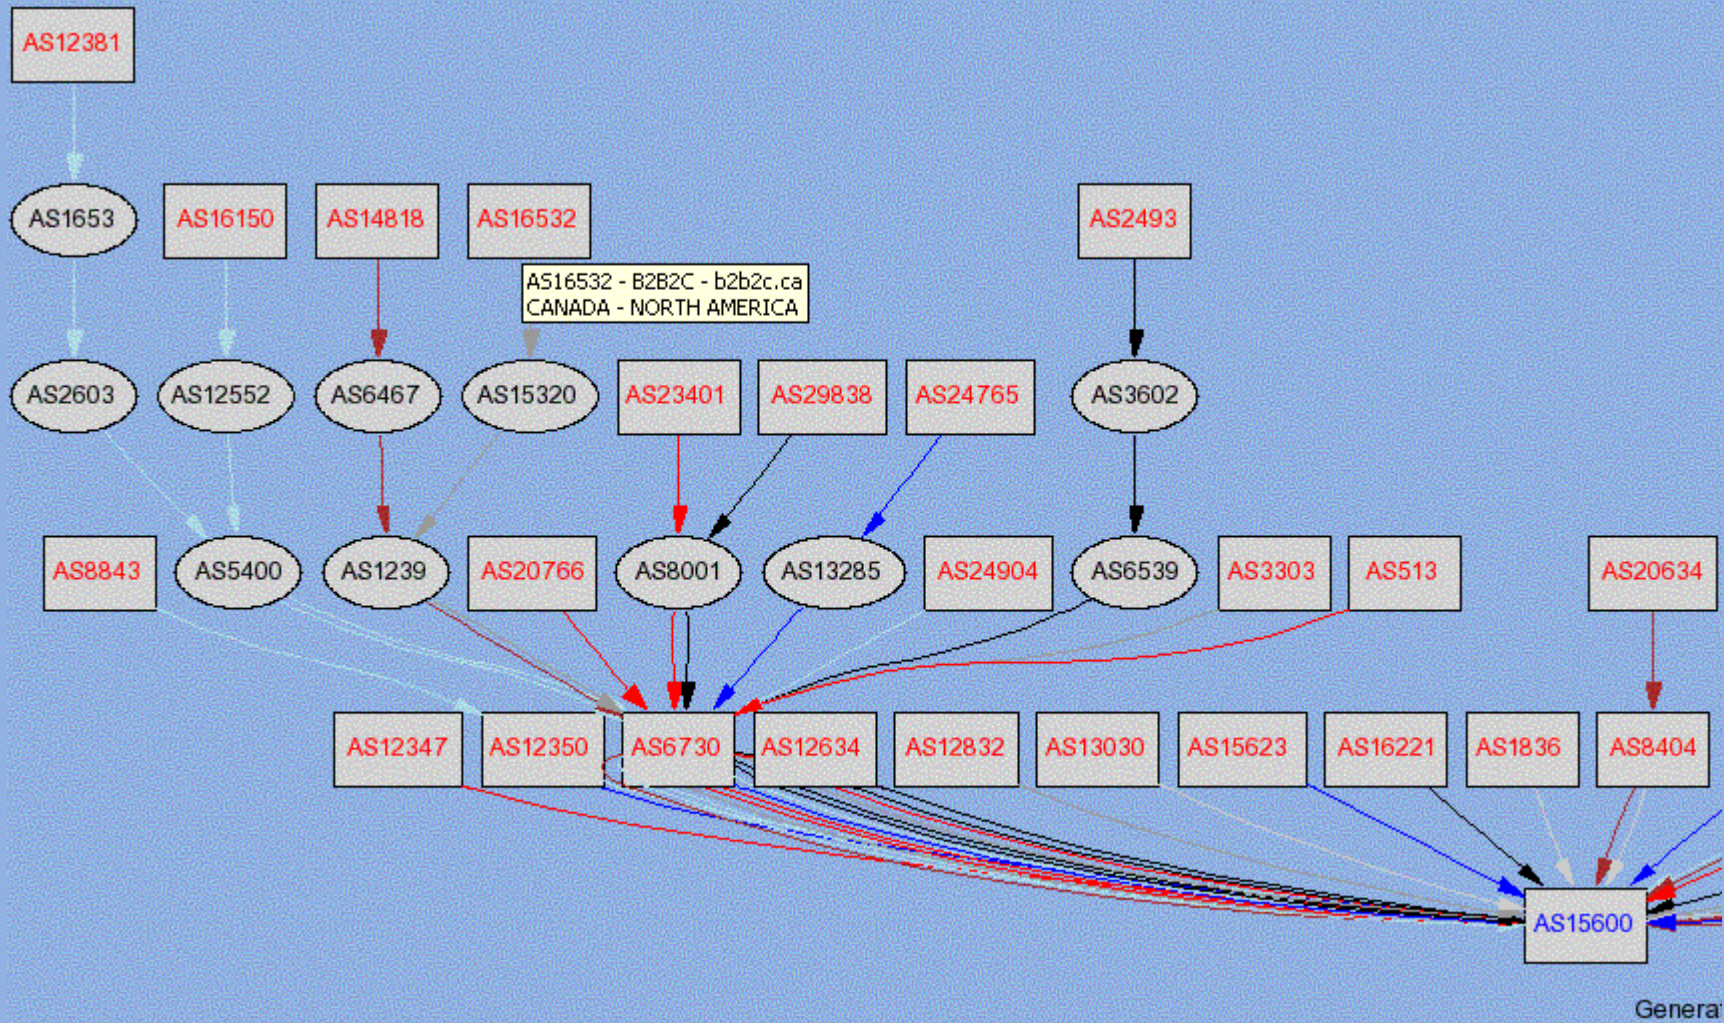 AS12381
AS1653
AS16150
AS14818
AS16532
AS2493
AS16532 - B2B2C - b2b2c.ca
CANADA - NORTH AMERICA
AS2603
AS12552
AS6467
AS15320
AS23401
AS29838
AS24765
AS3602
AS8843
AS5400
AS1239
AS20766
AS8001
AS13285
AS24904
AS6539
AS3303
AS513
AS20634
AS12347
AS12350
AS6730
AS12634
AS12832
AS13030
AS15623
AS16221
AS1836
AS8404
AS15600
Generat